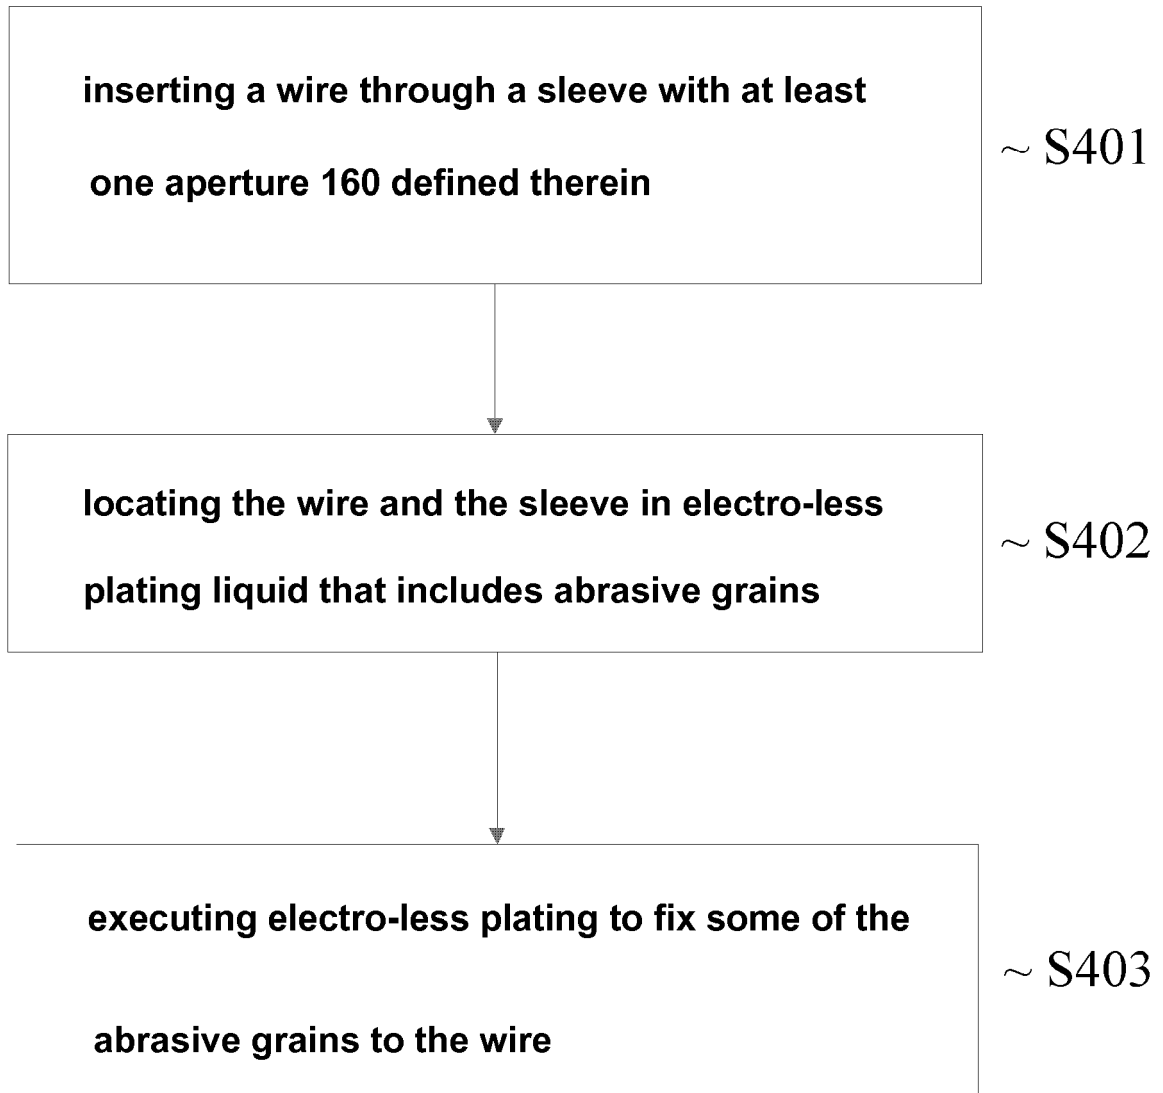 inserting a wire through a sleeve with at least
one aperture 160 defined therein
~ S401
locating the wire and the sleeve in electro-less
plating liquid that includes abrasive grains
~ S402
executing electro-less plating to fix some of the
abrasive grains to the wire
~ S403